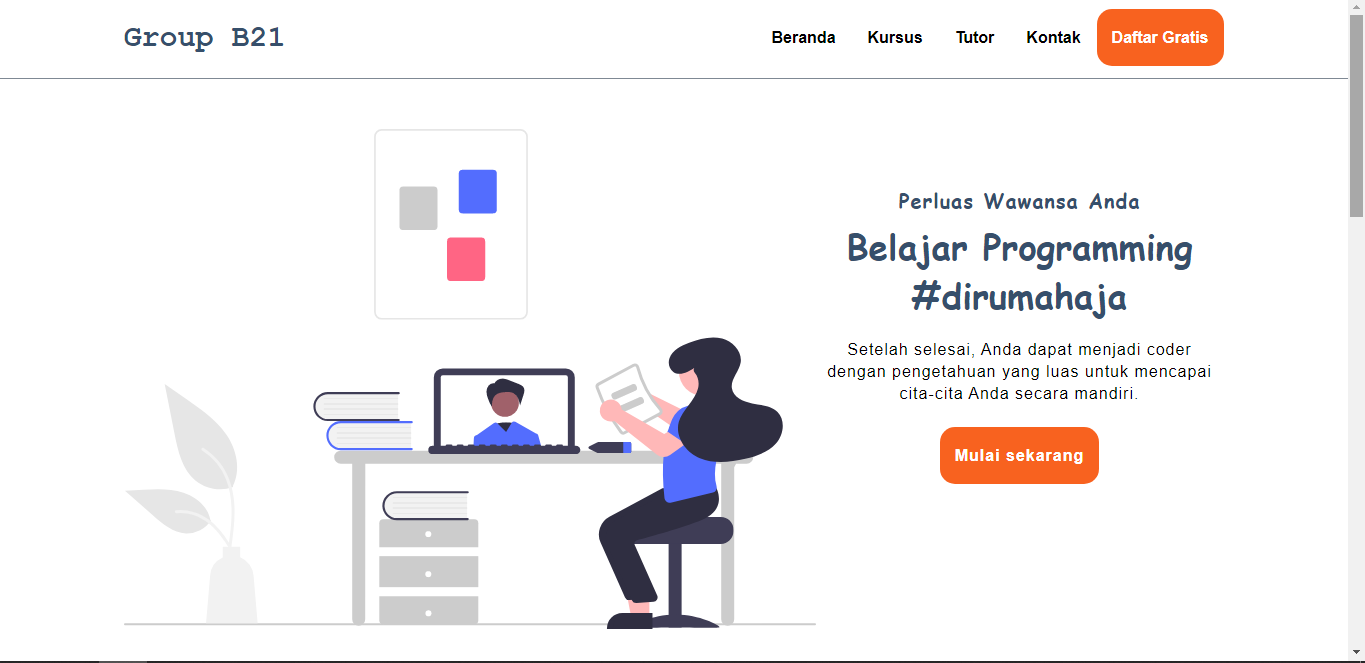 Group B21
Beranda Kursus Tutor Kontak Daftar Gratis
Perluas Wawansa Anda
Belajar Programming
#dirumahaja
Setelah selesai, Anda dapat menjadi coder
dengan pengetahuan yang luas untuk mencapai
cita-cita Anda secara mandiri.
Mulai sekarang